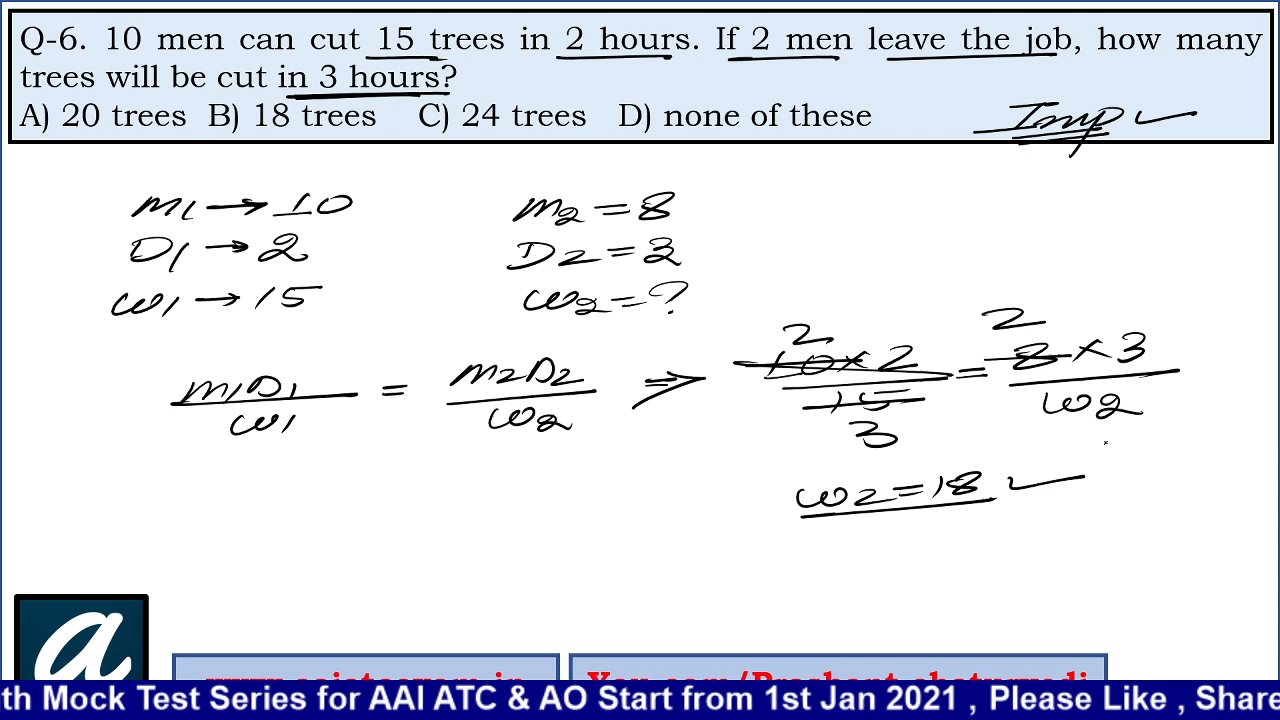 Q-6. 10 men can cut 15 trees in 2 hours. If 2 men leave the job, how many
trees will be cut in 3 hours?
A) 20 trees B) 18 trees C) 24 trees D) none of these
Imp
M1 → 10 M2 = 8
D1 → 2 D2 = 3
W1 → 15 W2 = ?
M1D1/W1 = M2D2/W2 ⇒ 10×2/15 = 8×3/W2
2 3 2
W2 = 18
a
th Mock Test Series for AAI ATC & AO Start from 1st Jan 2021 , Please Like , Share